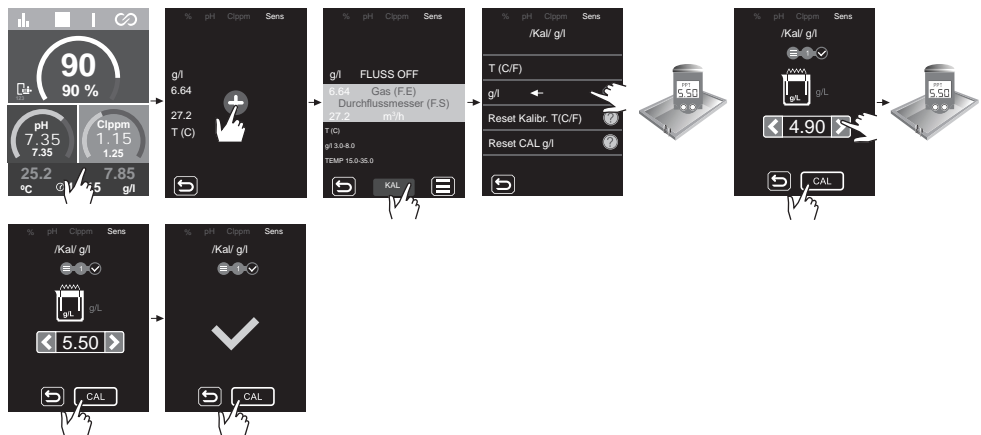 90
90 %
pH
7.35
7.35
Clppm
1.15
1.25
25.2
7.85
ºC
5
g/l
% pH Clppm Sens
g/l
6.64
27.2
T (C)
% pH Clppm Sens
g/l FLUSS OFF
6.64 Gas (F.E)
Durchflussmesser (F.S)
27.2 m³/h
T (C)
g/l 3.0-8.0
TEMP 15.0-35.0
KAL
% pH Clppm Sens
/Kal/ g/l
T (C/F)
g/l
Reset Kalibr. T(C/F) ?
Reset CAL g/l ?
PPT
5.50
% pH Clppm Sens
/Kal/ g/l
1
g/L
g/L
4.90
CAL
PPT
5.50
% pH Clppm Sens
/Kal/ g/l
1
g/L
g/L
5.50
CAL
% pH Clppm Sens
/Kal/ g/l
1
CAL